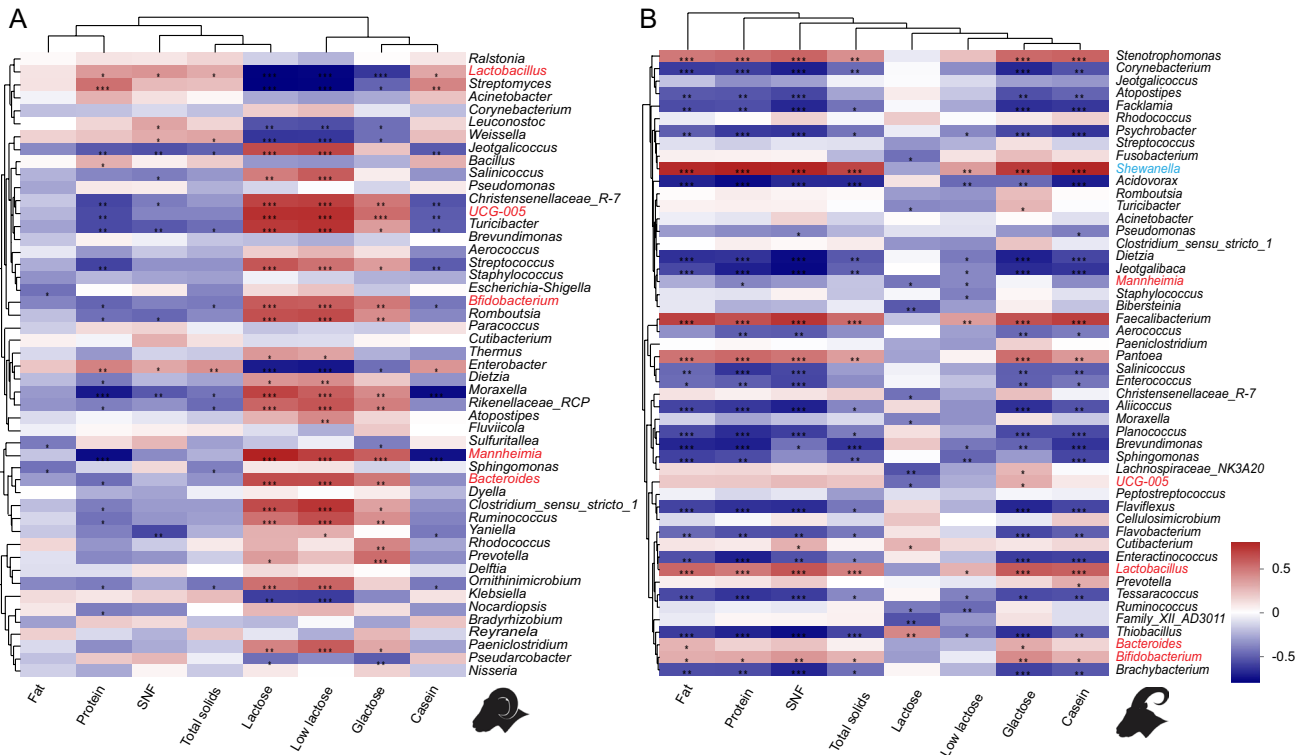 A
Ralstonia
Lactobacillus
Streptomyces
Acinetobacter
Corynebacterium
Leuconostoc
Weissella
Jeotgalicoccus
Bacillus
Salinicoccus
Pseudomonas
Christensenellaceae_R-7
UCG-005
Turicibacter
Brevundimonas
Aerococcus
Streptococcus
Staphylococcus
Escherichia-Shigella
Bfidobacterium
Romboutsia
Paracoccus
Cutibacterium
Thermus
Enterobacter
Dietzia
Moraxella
Rikenellaceae_RCP
Atopostipes
Fluviicola
Sulfuritallea
Mannheimia
Sphingomonas
Bacteroides
Dyella
Clostridium_sensu_stricto_1
Ruminococcus
Yaniella
Rhodococcus
Prevotella
Delftia
Ornithinimicrobium
Klebsiella
Nocardiopsis
Bradyrhizobium
Reyranela
Paeniclostridium
Pseudarcobacter
Nisseria
Fat
Protein
SNF
Total solids
Lactose
Low lactose
Glactose
Casein
B
Stenotrophomonas
Corynebacterium
Jeotgalicoccus
Atopostipes
Facklamia
Rhodococcus
Psychrobacter
Streptococcus
Fusobacterium
Shewanella
Acidovorax
Romboutsia
Turicibacter
Acinetobacter
Pseudomonas
Clostridium_sensu_stricto_1
Dietzia
Jeotgalibaca
Mannheimia
Staphylococcus
Bibersteinia
Faecalibacterium
Aerococcus
Paeniclostridium
Pantoea
Salinicoccus
Enterococcus
Christensenellaceae_R-7
Aliicoccus
Moraxella
Planococcus
Brevundimonas
Sphingomonas
Lachnospiraceae_NK3A20
UCG-005
Peptostreptococcus
Flaviflexus
Cellulosimicrobium
Flavobacterium
Cutibacterium
Enteractinococcus
Lactobacillus
Prevotella
Tessaracoccus
Ruminococcus
Family_XII_AD3011
Thiobacillus
Bacteroides
Bifidobacterium
Brachybacterium
Fat
Protein
SNF
Total solids
Lactose
Low lactose
Glactose
Casein
0.5
0
-0.5